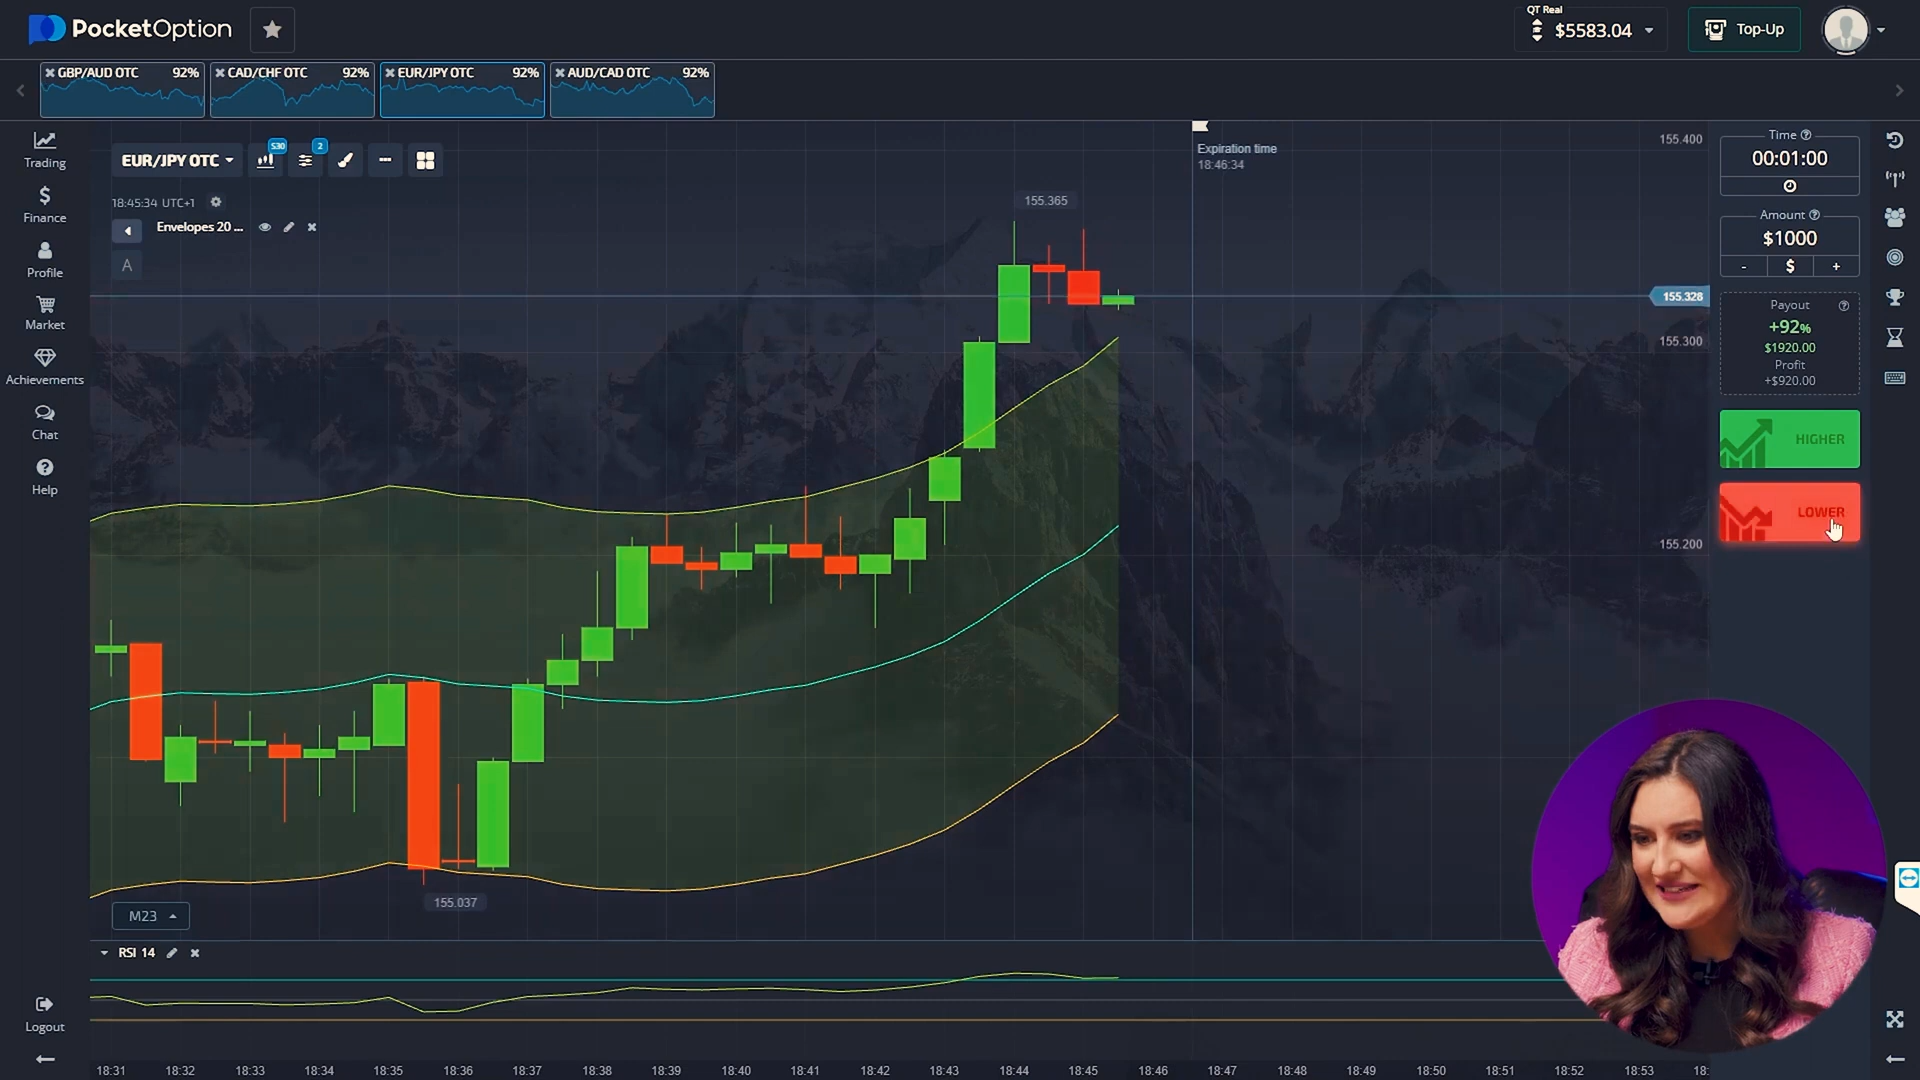 PocketOption
QT Real
$5583.04
Top-Up
GBP/AUD OTC 92%
CAD/CHF OTC 92%
EUR/JPY OTC 92%
AUD/CAD OTC 92%
Trading
Finance
Profile
Market
Achievements
Chat
Help
Logout
EUR/JPY OTC
S30
2
18:45:34 UTC+1
Envelopes 20 ...
A
Expiration time
18:46:34
155.365
155.037
155.400
155.328
155.300
155.200
Time
00:01:00
Amount
$1000
- $ +
Payout
+92%
$1920.00
Profit
+$920.00
HIGHER
LOWER
M23
RSI 14
18:31 18:32 18:33 18:34 18:35 18:36 18:37 18:38 18:39 18:40 18:41 18:42 18:43 18:44 18:45 18:46 18:47 18:48 18:49 18:50 18:51 18:52 18:53 18: